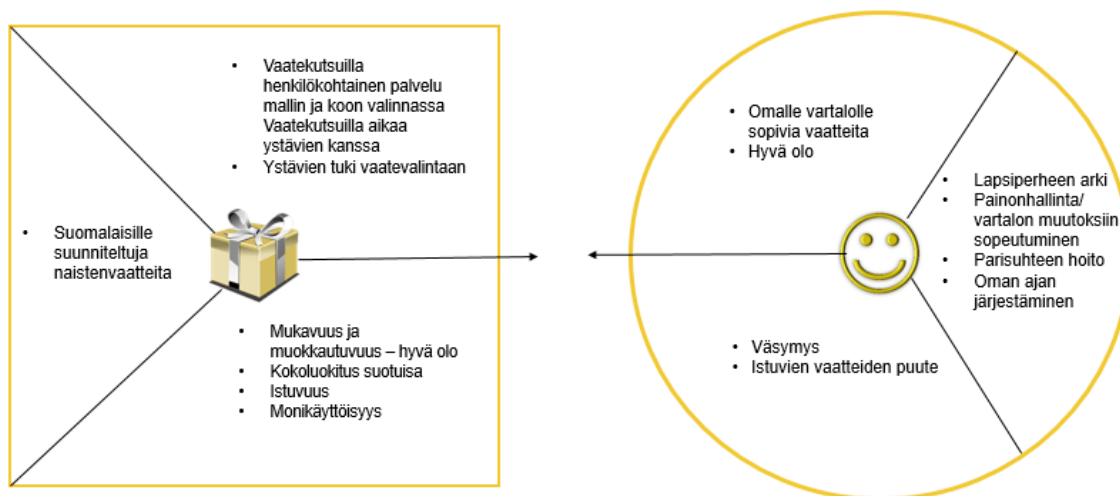 • Vaatekutsuilla
henkilökohtainen palvelu
mallin ja koon valinnassa
Vaatekutsuilla aikaa
ystävien kanssa
• Ystävien tuki vaatevalintaan
• Suomalaisille
suunniteltuja
naistenvaatteita
• Mukavuus ja
muokkautuvuus – hyvä olo
• Kokoluokitus suotuisa
• Istuvuus
• Monikäyttöisyys
• Omalle vartalolle
sopivia vaatteita
• Hyvä olo
• Lapsiperheen arki
• Painonhallinta/
vartalon muutoksiin
sopeutuminen
• Parisuhteen hoito
• Oman ajan
järjestäminen
• Väsymys
• Istuvien vaatteiden puute